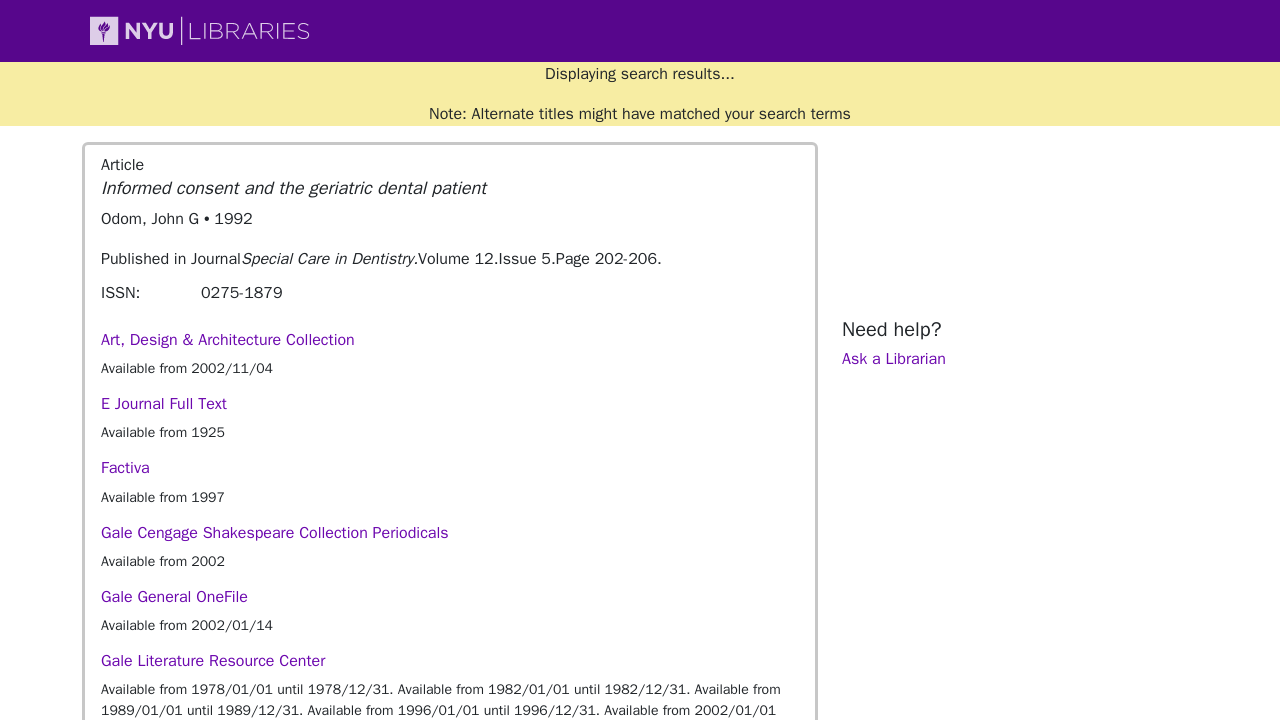 NYU LIBRARIES
Displaying search results...
Note: Alternate titles might have matched your search terms
Article
Informed consent and the geriatric dental patient
Odom, John G • 1992
Published in JournalSpecial Care in Dentistry.Volume 12.Issue 5.Page 202-206.
ISSN: 0275-1879
Art, Design & Architecture Collection
Available from 2002/11/04
E Journal Full Text
Available from 1925
Factiva
Available from 1997
Gale Cengage Shakespeare Collection Periodicals
Available from 2002
Gale General OneFile
Available from 2002/01/14
Gale Literature Resource Center
Available from 1978/01/01 until 1978/12/31. Available from 1982/01/01 until 1982/12/31. Available from
1989/01/01 until 1989/12/31. Available from 1996/01/01 until 1996/12/31. Available from 2002/01/01
Need help?
Ask a Librarian